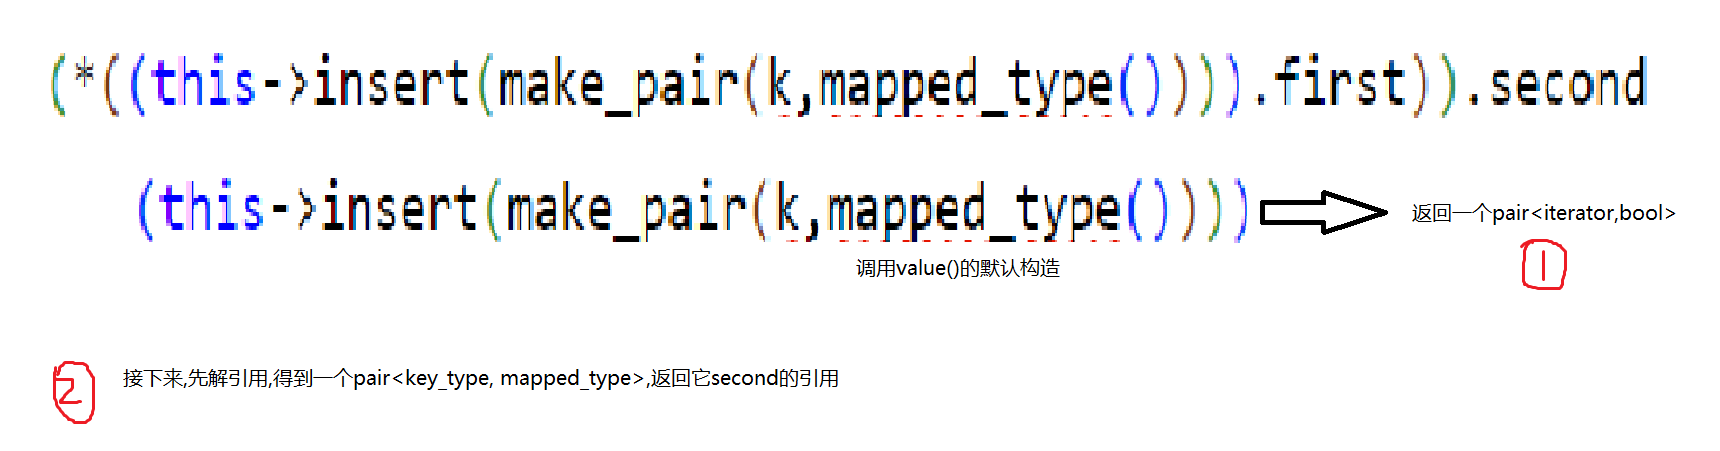 (*((this->insert(make_pair(k,mapped_type()))).first)).second
(this->insert(make_pair(k,mapped_type())))
返回一个pair<iterator,bool>
调用value()的默认构造
1
2
接下来,先解引用,得到一个pair<key_type, mapped_type>,返回它second的引用